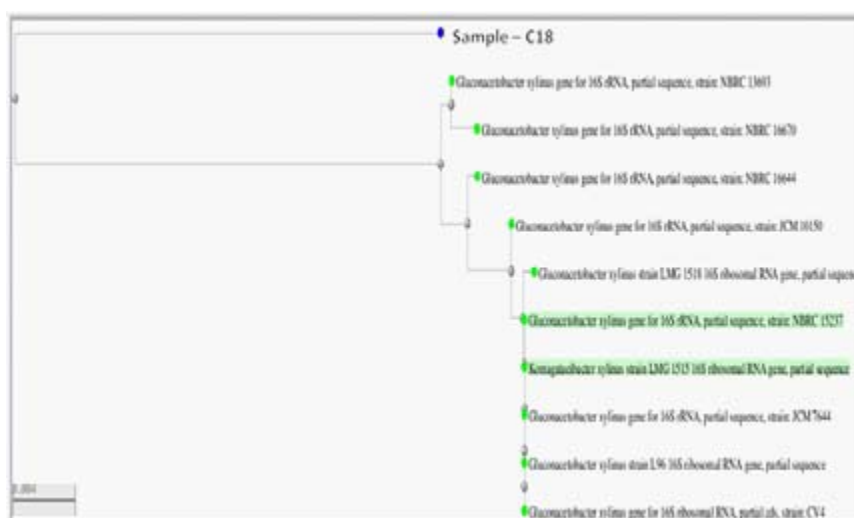 Sample – C18
Gluconacetobacter xylinus gene for 16S rRNA, partial sequence, strain: NBRC 13693
Gluconacetobacter xylinus gene for 16S rRNA, partial sequence, strain: NBRC 16670
Gluconacetobacter xylinus gene for 16S rRNA, partial sequence, strain: NBRC 16644
Gluconacetobacter xylinus gene for 16S rRNA, partial sequence, strain: JCM 10150
Gluconacetobacter xylinus strain LMG 1518 16S ribosomal RNA gene, partial sequence
Gluconacetobacter xylinus gene for 16S rRNA, partial sequence, strain: NBRC 15237
Komagataeibacter xylinus strain LMG 1515 16S ribosomal RNA gene, partial sequence
Gluconacetobacter xylinus gene for 16S rRNA, partial sequence, strain: JCM 7644
Gluconacetobacter xylinus strain L96 16S ribosomal RNA gene, partial sequence
Gluconacetobacter xylinus gene for 16S ribosomal RNA, partial cds, strain: CV4